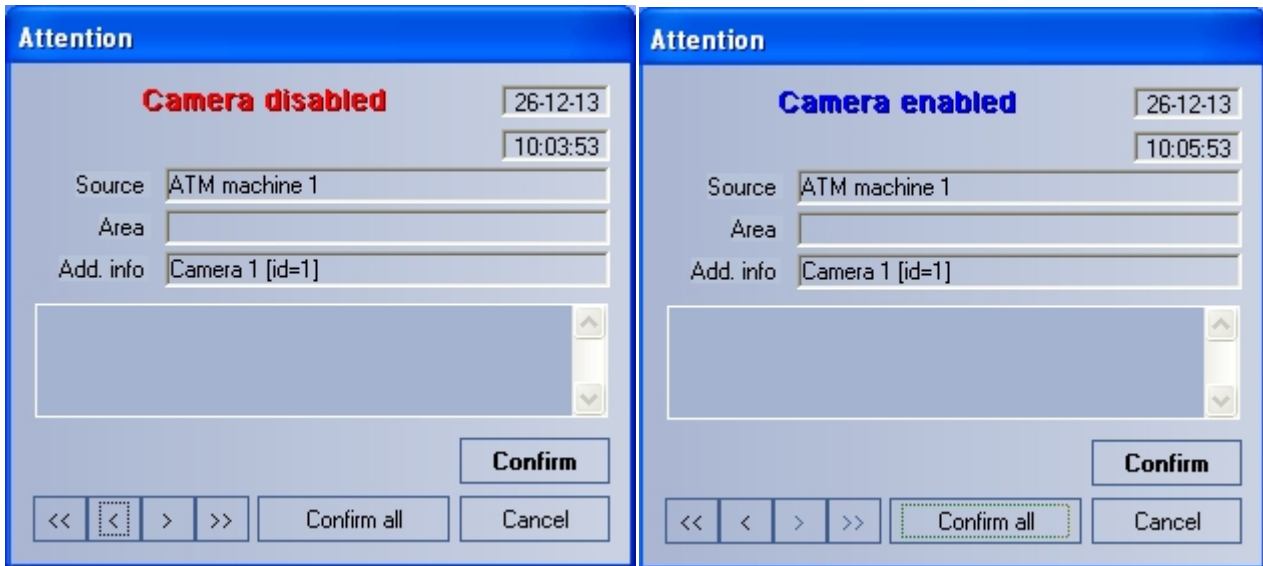 Attention
Camera disabled
26-12-13
10:03:53
Source ATM machine 1
Area
Add. info Camera 1 [id=1]
Confirm
<< < > >> Confirm all Cancel
Attention
Camera enabled
26-12-13
10:05:53
Source ATM machine 1
Area
Add. info Camera 1 [id=1]
Confirm
<< < > >> Confirm all Cancel